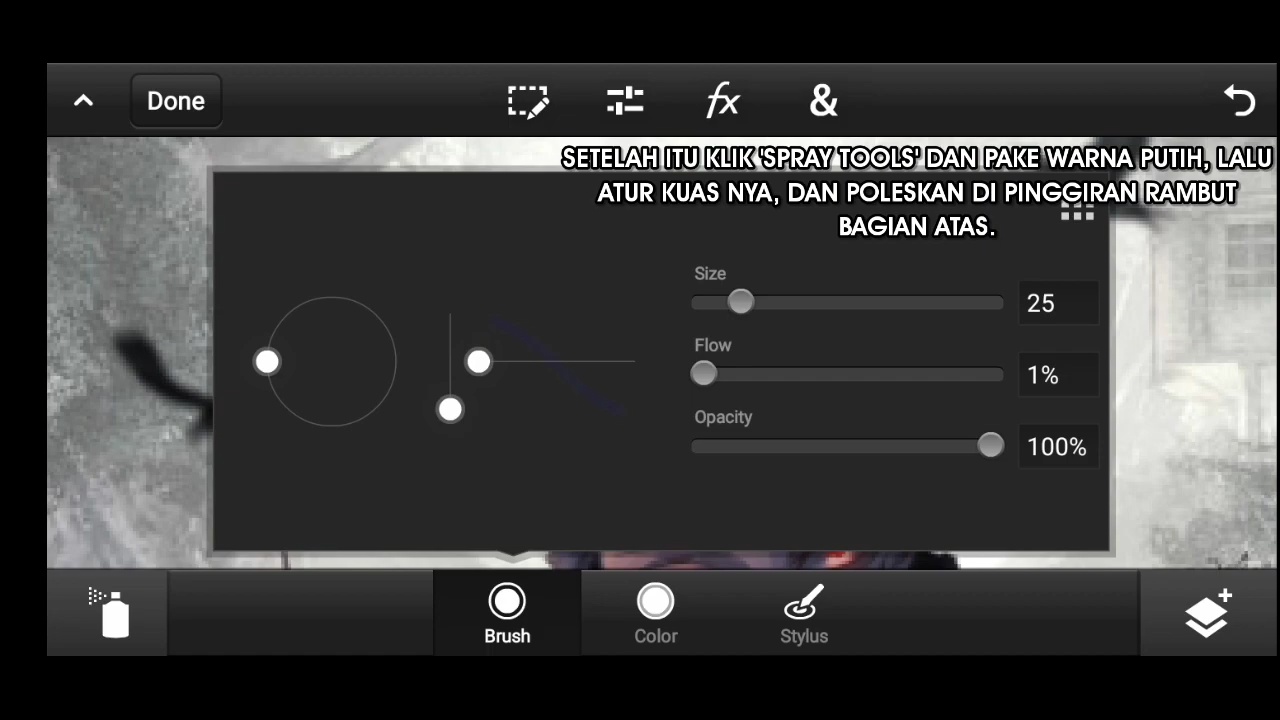 Done
fx
&
SETELAH ITU KLIK 'SPRAY TOOLS' DAN PAKE WARNA PUTIH, LALU
ATUR KUAS NYA, DAN POLESKAN DI PINGGIRAN RAMBUT
BAGIAN ATAS.
Size
25
Flow
1%
Opacity
100%
Brush
Color
Stylus